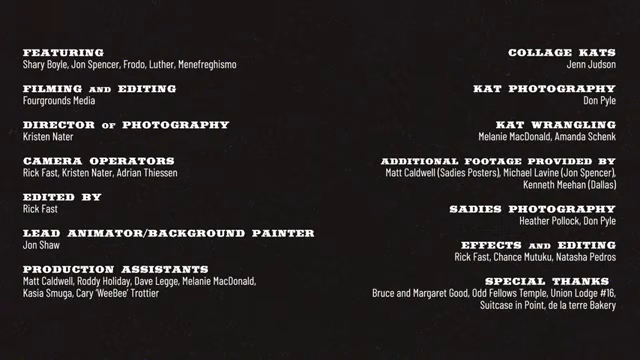 FEATURING
Shary Boyle, Jon Spencer, Frodo, Luther, Menefreghismo
FILMING AND EDITING
Fourgrounds Media
DIRECTOR OF PHOTOGRAPHY
Kristen Nater
CAMERA OPERATORS
Rick Fast, Kristen Nater, Adrian Thiessen
EDITED BY
Rick Fast
LEAD ANIMATOR/BACKGROUND PAINTER
Jon Shaw
PRODUCTION ASSISTANTS
Matt Caldwell, Roddy Holiday, Dave Legge, Melanie MacDonald,
Kasia Smuga, Cary 'WeeBee' Trottier
COLLAGE KATS
Jenn Judson
KAT PHOTOGRAPHY
Don Pyle
KAT WRANGLING
Melanie MacDonald, Amanda Schenk
ADDITIONAL FOOTAGE PROVIDED BY
Matt Caldwell (Sadies Posters), Michael Lavine (Jon Spencer),
Kenneth Meehan (Dallas)
SADIES PHOTOGRAPHY
Heather Pollock, Don Pyle
EFFECTS AND EDITING
Rick Fast, Chance Mutuku, Natasha Pedros
SPECIAL THANKS
Bruce and Margaret Good, Odd Fellows Temple, Union Lodge #16,
Suitcase in Point, de la terre Bakery